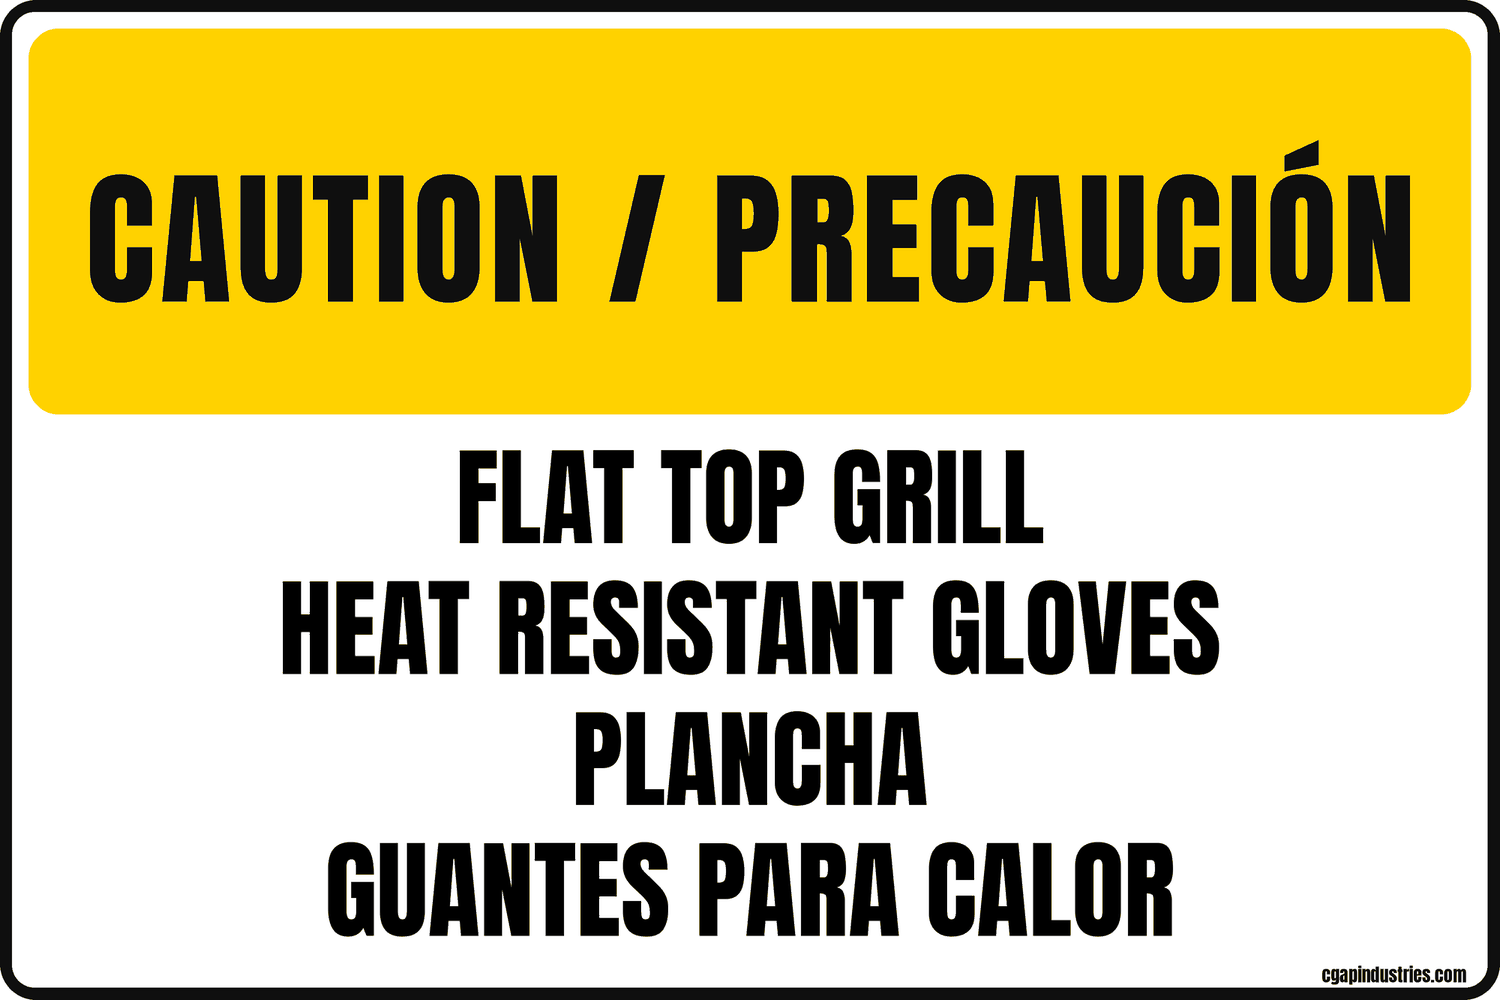 CAUTION / PRECAUCIÓN
FLAT TOP GRILL
HEAT RESISTANT GLOVES
PLANCHA
GUANTES PARA CALOR
cgapindustries.com